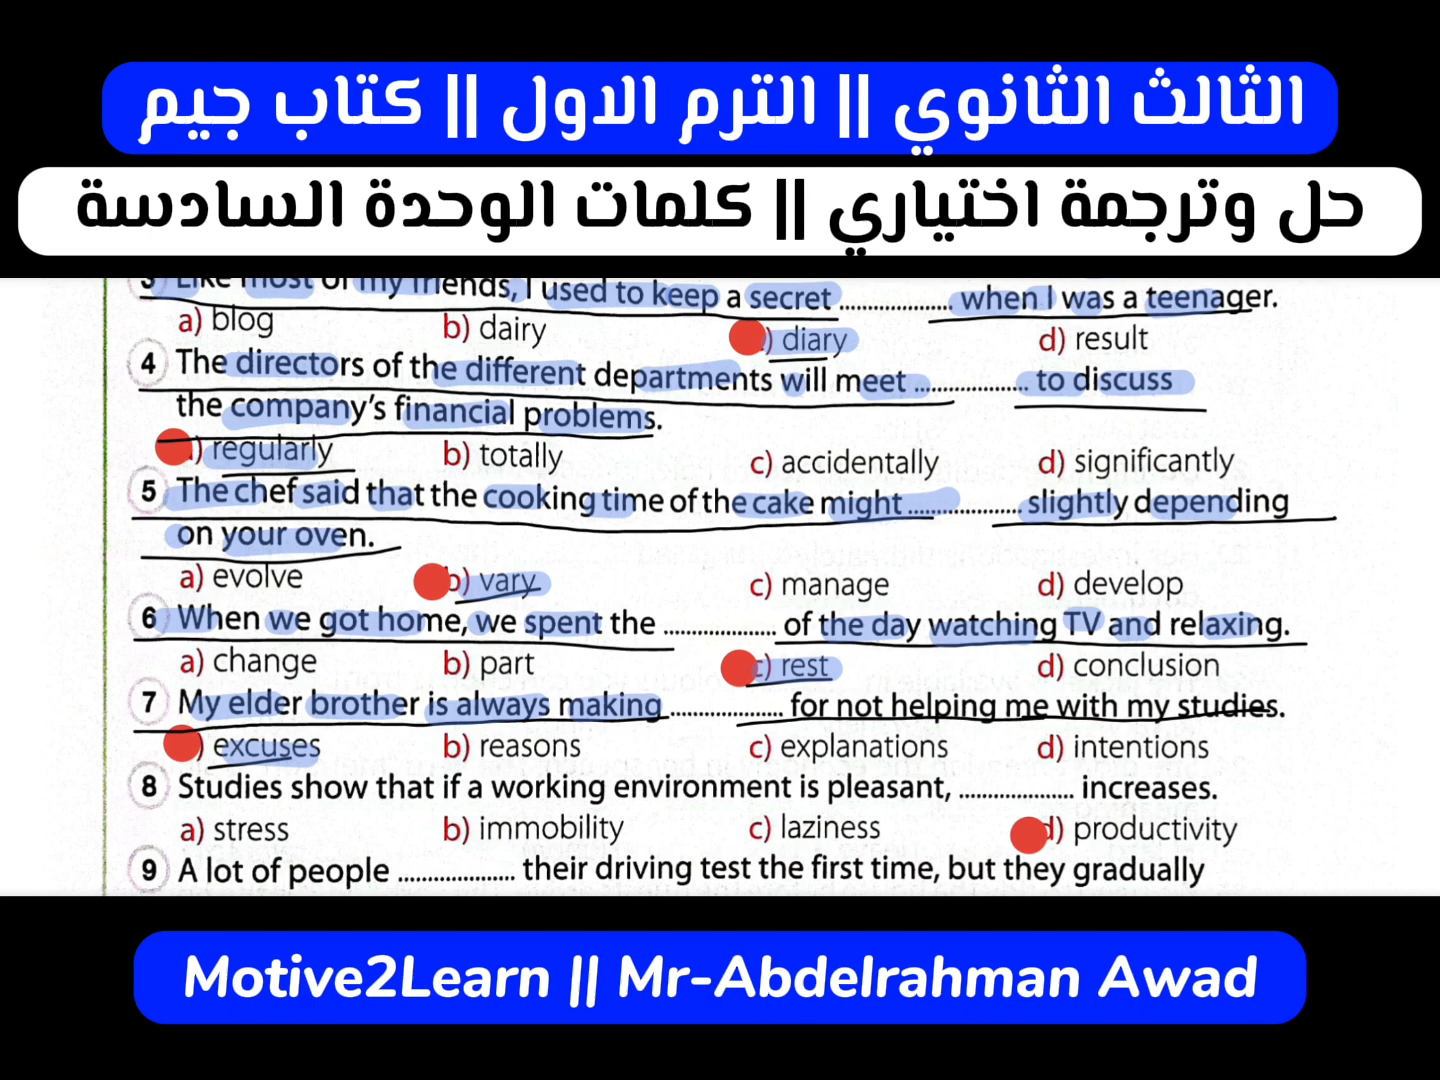 الثالث الثانوي || الترم الاول || كتاب جيم
حل وترجمة اختياري || كلمات الوحدة السادسة
3 Like most of my friends, I used to keep a secret .................... when I was a teenager.
a) blog b) dairy c) diary d) result
4 The directors of the different departments will meet .................... to discuss
the company's financial problems.
) regularly b) totally c) accidentally d) significantly
5 The chef said that the cooking time of the cake might .................... slightly depending
on your oven.
a) evolve b) vary c) manage d) develop
6 When we got home, we spent the .................... of the day watching TV and relaxing.
a) change b) part c) rest d) conclusion
7 My elder brother is always making .................... for not helping me with my studies.
) excuses b) reasons c) explanations d) intentions
8 Studies show that if a working environment is pleasant, .................... increases.
a) stress b) immobility c) laziness d) productivity
9 A lot of people .................... their driving test the first time, but they gradually
Motive2Learn || Mr-Abdelrahman Awad